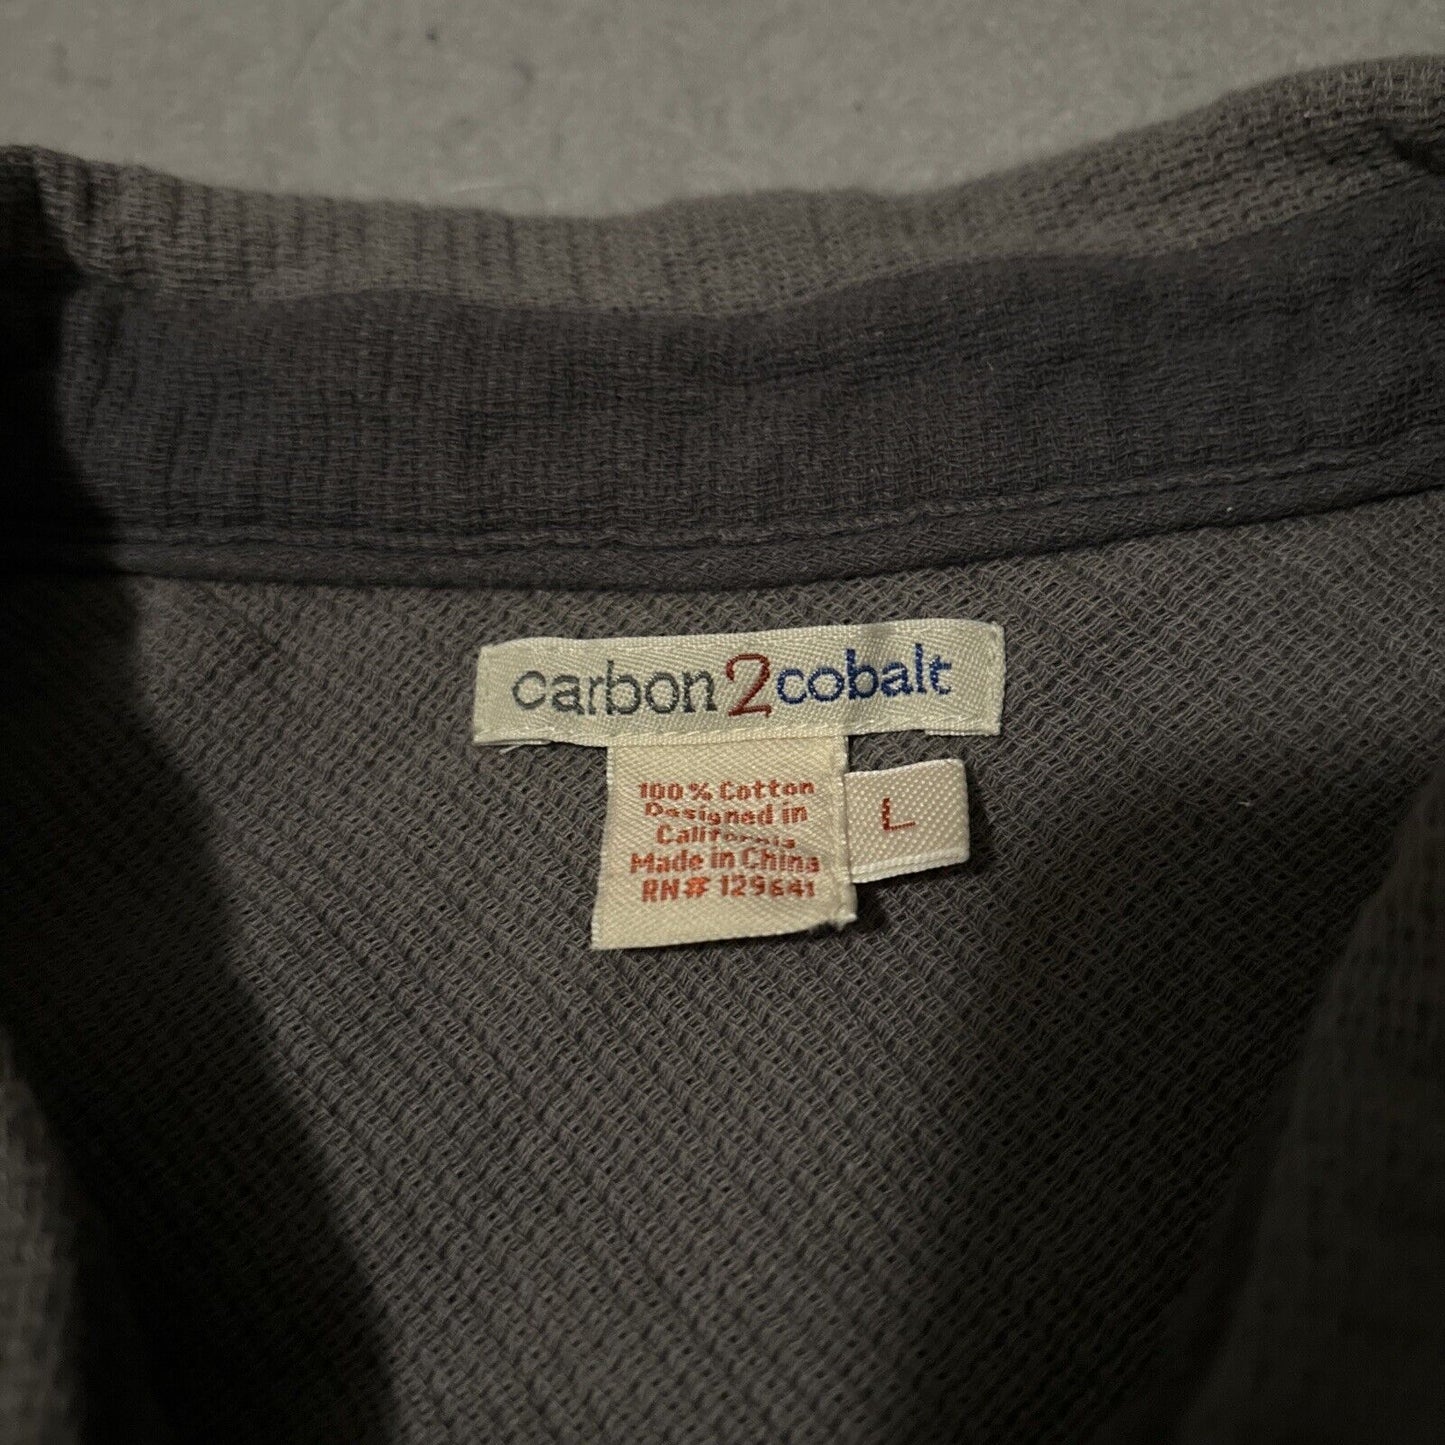 carbon2cobalt
100% Cotton
Designed in
California
Made in China
RN# 129641
L